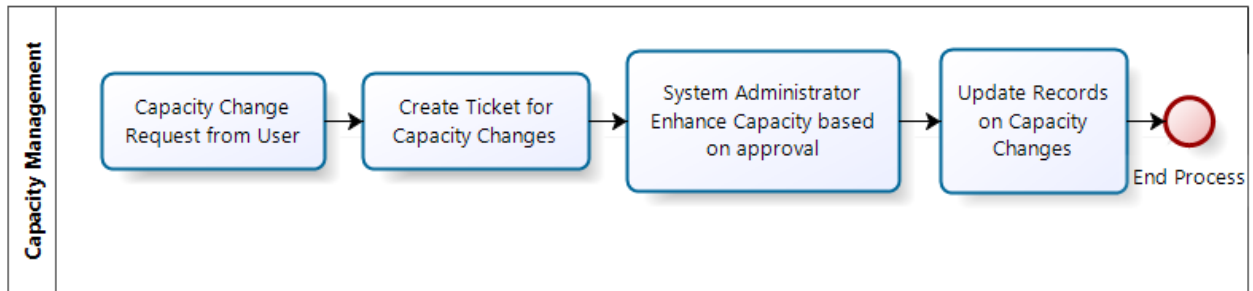 Capacity Management
Capacity Change
Request from User
Create Ticket for
Capacity Changes
System Administrator
Enhance Capacity based
on approval
Update Records
on Capacity
Changes
End Process